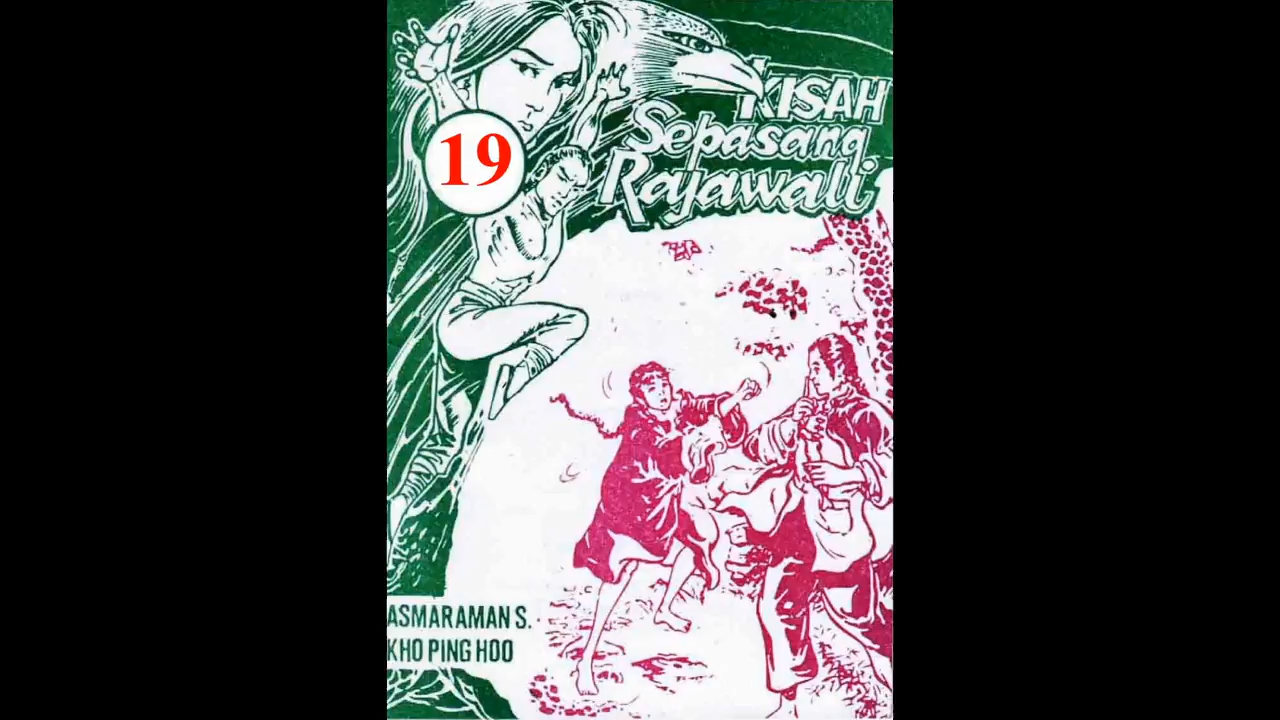 KISAH
Sepasang
Rajawali
19
ASMARAMAN S.
KHO PING HOO